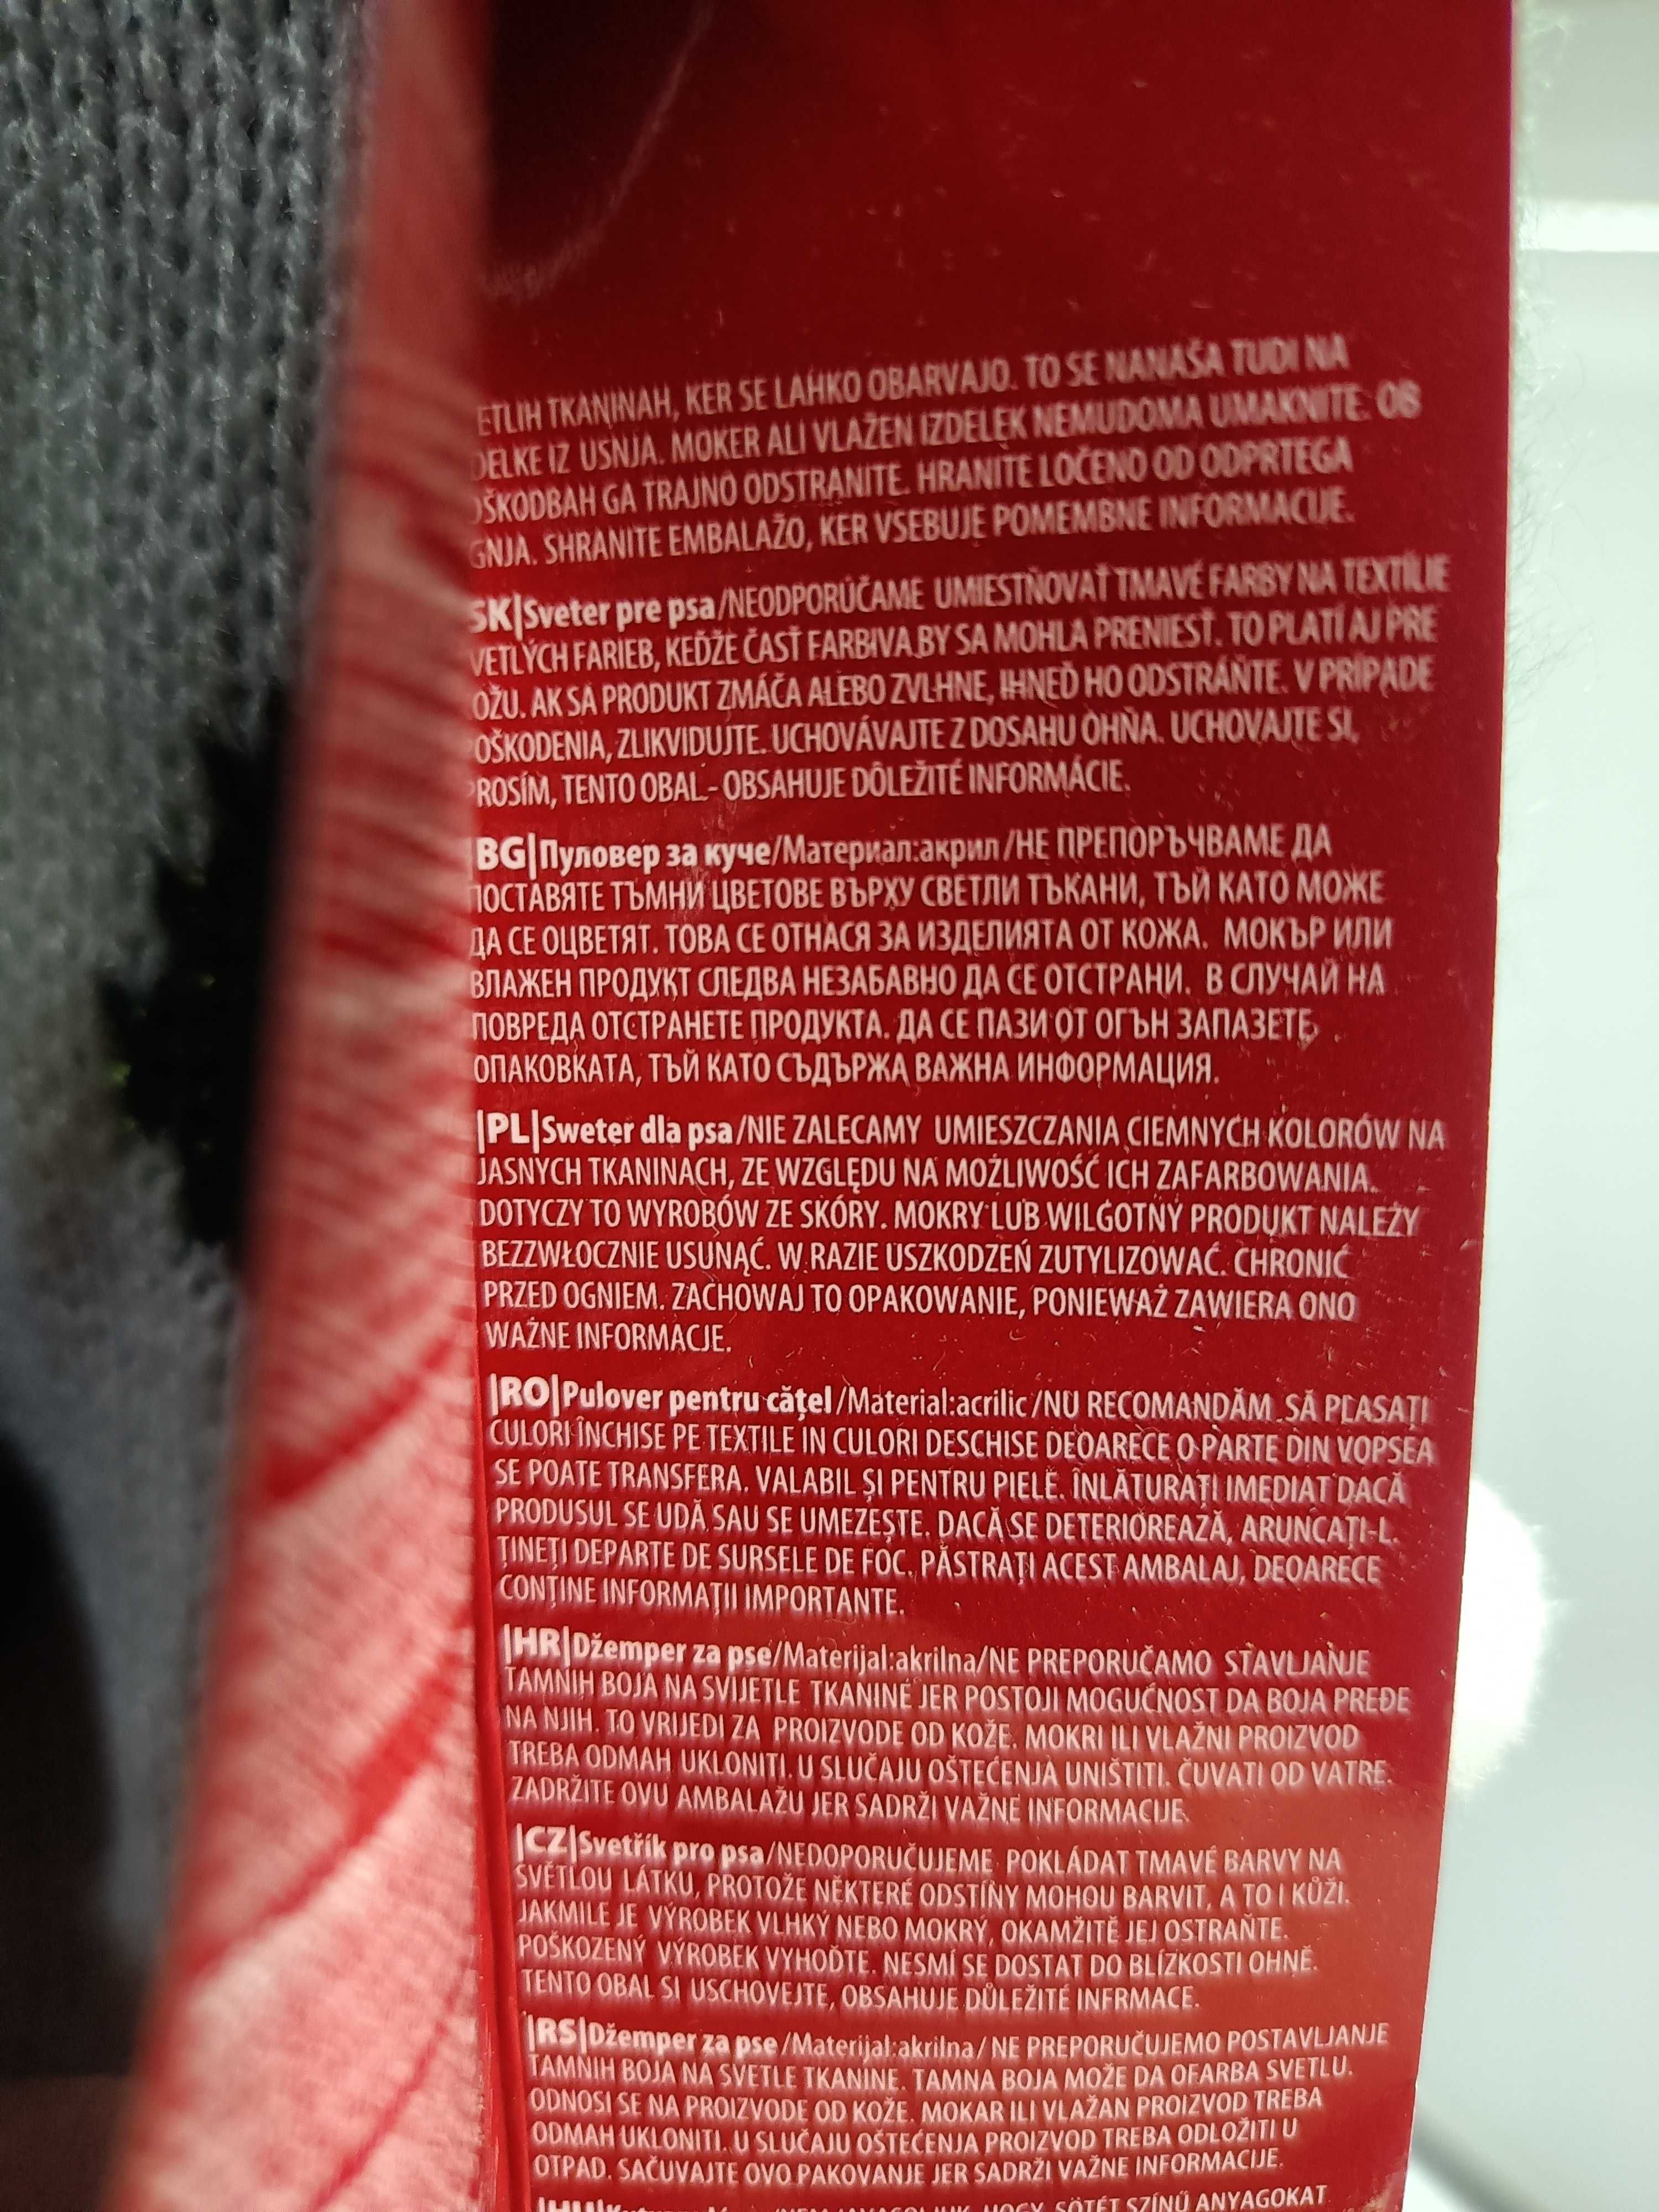 ETLIH TKANINAH, KER SE LAHKO OBARVAJO. TO SE NANAŠA TUDI NA
DELKE IZ USNJA. MOKER ALI VLAŽEN IZDELEK NEMUDOMA UMAKNITE. OB
OŠKODBAH GA TRAJNO ODSTRANITE. HRANITE LOČENO OD ODPRTEGA
GNJA. SHRANITE EMBALAŽO, KER VSEBUJE POMEMBNE INFORMACIJE.
SK|Sveter pre psa/NEODPORÚČAME UMIESTŇOVAŤ TMAVÉ FARBY NA TEXTÍLIE
VETLÝCH FARIEB, KEĎŽE ČASŤ FARBIVA BY SA MOHLA PRENIESŤ. TO PLATÍ AJ PRE
OŽU. AK SA PRODUKT ZMÁČA ALEBO ZVLHNE, IHNEĎ HO ODSTRÁŇTE. V PRÍPADE
OŠKODENIA, ZLIKVIDUJTE. UCHOVÁVAJTE Z DOSAHU OHŇA. UCHOVAJTE SI,
PROSÍM, TENTO OBAL - OBSAHUJE DÔLEŽITÉ INFORMÁCIE.
BG|Пуловер за куче/Материал:акрил /НЕ ПРЕПОРЪЧВАМЕ ДА
ПОСТАВЯТЕ ТЪМНИ ЦВЕТОВЕ ВЪРХУ СВЕТЛИ ТЪКАНИ, ТЪЙ КАТО МОЖЕ
ДА СЕ ОЦВЕТЯТ. ТОВА СЕ ОТНАСЯ ЗА ИЗДЕЛИЯТА ОТ КОЖА. МОКЪР ИЛИ
ВЛАЖЕН ПРОДУКТ СЛЕДВА НЕЗАБАВНО ДА СЕ ОТСТРАНИ. В СЛУЧАЙ НА
ПОВРЕДА ОТСТРАНЕТЕ ПРОДУКТА. ДА СЕ ПАЗИ ОТ ОГЪН ЗАПАЗЕТЕ
ОПАКОВКАТА, ТЪЙ КАТО СЪДЪРЖА ВАЖНА ИНФОРМАЦИЯ.
|PL|Sweter dla psa/NIE ZALECAMY UMIESZCZANIA CIEMNYCH KOLORÓW NA
JASNYCH TKANINACH, ZE WZGLĘDU NA MOŻLIWOŚĆ ICH ZAFARBOWANIA.
DOTYCZY TO WYROBÓW ZE SKÓRY. MOKRY LUB WILGOTNY PRODUKT NALEŻY
BEZZWŁOCZNIE USUNĄĆ. W RAZIE USZKODZEŃ ZUTYLIZOWAĆ. CHRONIĆ
PRZED OGNIEM. ZACHOWAJ TO OPAKOWANIE, PONIEWAŻ ZAWIERA ONO
WAŻNE INFORMACJE.
|RO|Pulover pentru cățel/Material:acrilic /NU RECOMANDĂM SĂ PLASAȚI
CULORI ÎNCHISE PE TEXTILE IN CULORI DESCHISE DEOARECE O PARTE DIN VOPSEA
SE POATE TRANSFERA. VALABIL ȘI PENTRU PIELE. ÎNLĂTURAȚI IMEDIAT DACĂ
PRODUSUL SE UDĂ SAU SE UMEZEȘTE. DACĂ SE DETERIOREAZĂ, ARUNCAȚI-L.
ȚINEȚI DEPARTE DE SURSELE DE FOC. PĂSTRAȚI ACEST AMBALAJ, DEOARECE
CONȚINE INFORMAȚII IMPORTANTE.
|HR|Džemper za pse/Materijal:akrilna/NE PREPORUČAMO STAVLJANJE
TAMNIH BOJA NA SVIJETLE TKANINE JER POSTOJI MOGUĆNOST DA BOJA PREĐE
NA NJIH. TO VRIJEDI ZA PROIZVODE OD KOŽE. MOKRI ILI VLAŽNI PROIZVOD
TREBA ODMAH UKLONITI. U SLUČAJU OŠTEĆENJA UNIŠTITI. ČUVATI OD VATRE.
ZADRŽITE OVU AMBALAŽU JER SADRŽI VAŽNE INFORMACIJE.
|CZ|Svetřík pro psa/NEDOPORUČUJEME POKLÁDAT TMAVÉ BARVY NA
SVĚTLOU LÁTKU, PROTOŽE NĚKTERÉ ODSTÍNY MOHOU BARVIT, A TO I KŮŽI.
JAKMILE JE VÝROBEK VLHKÝ NEBO MOKRÝ, OKAMŽITĚ JEJ OSTRAŇTE.
POŠKOZENÝ VÝROBEK VYHOĎTE. NESMÍ SE DOSTAT DO BLÍZKOSTI OHNĚ.
TENTO OBAL SI USCHOVEJTE, OBSAHUJE DŮLEŽITÉ INFRMACE.
|RS|Džemper za pse/Materijal:akrilna/ NE PREPORUČUJEMO POSTAVLJANJE
TAMNIH BOJA NA SVETLE TKANINE. TAMNA BOJA MOŽE DA OFARBA SVETLU.
ODNOSI SE NA PROIZVODE OD KOŽE. MOKAR ILI VLAŽAN PROIZVOD TREBA
ODMAH UKLONITI. U SLUČAJU OŠTEĆENJA PROIZVOD TREBA ODLOŽITI U
OTPAD. SAČUVAJTE OVO PAKOVANJE JER SADRŽI VAŽNE INFORMACIJE.
HOGY SÖTÉT SZÍNŰ ANYAGOKAT